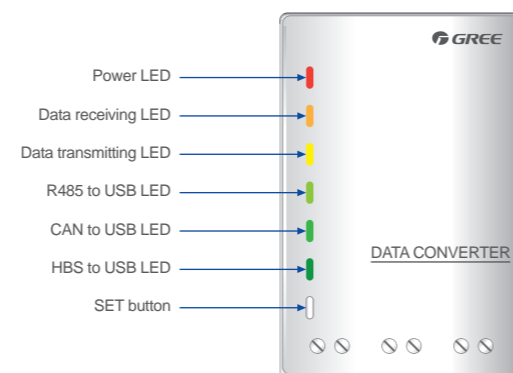 GREE
Power LED
Data receiving LED
Data transmitting LED
R485 to USB LED
CAN to USB LED
HBS to USB LED
SET button
DATA CONVERTER